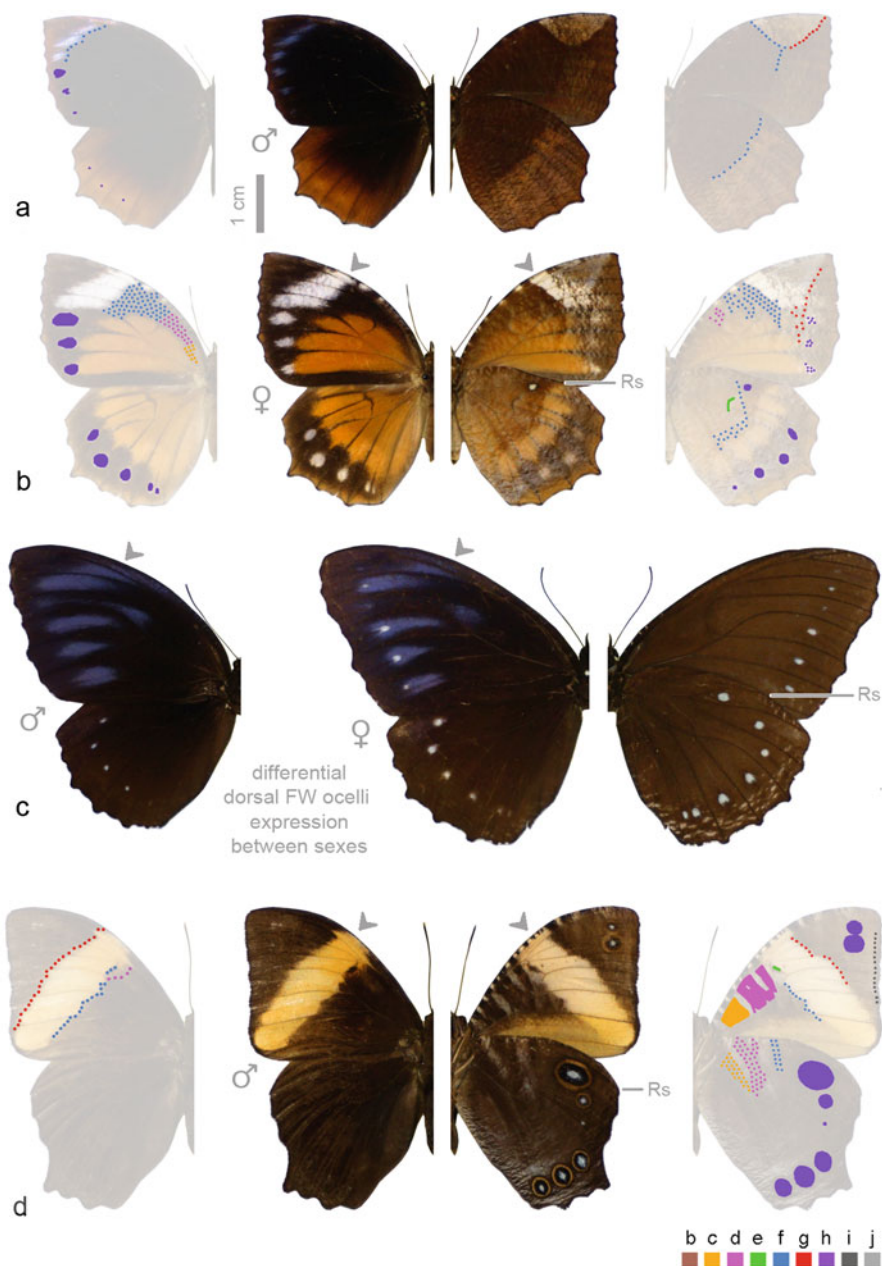 ♂
a
1 cm
♀
Rs
b
♂
♀
Rs
differential
dorsal FW ocelli
expression
between sexes
c
♂
Rs
d
b c d e f g h i j